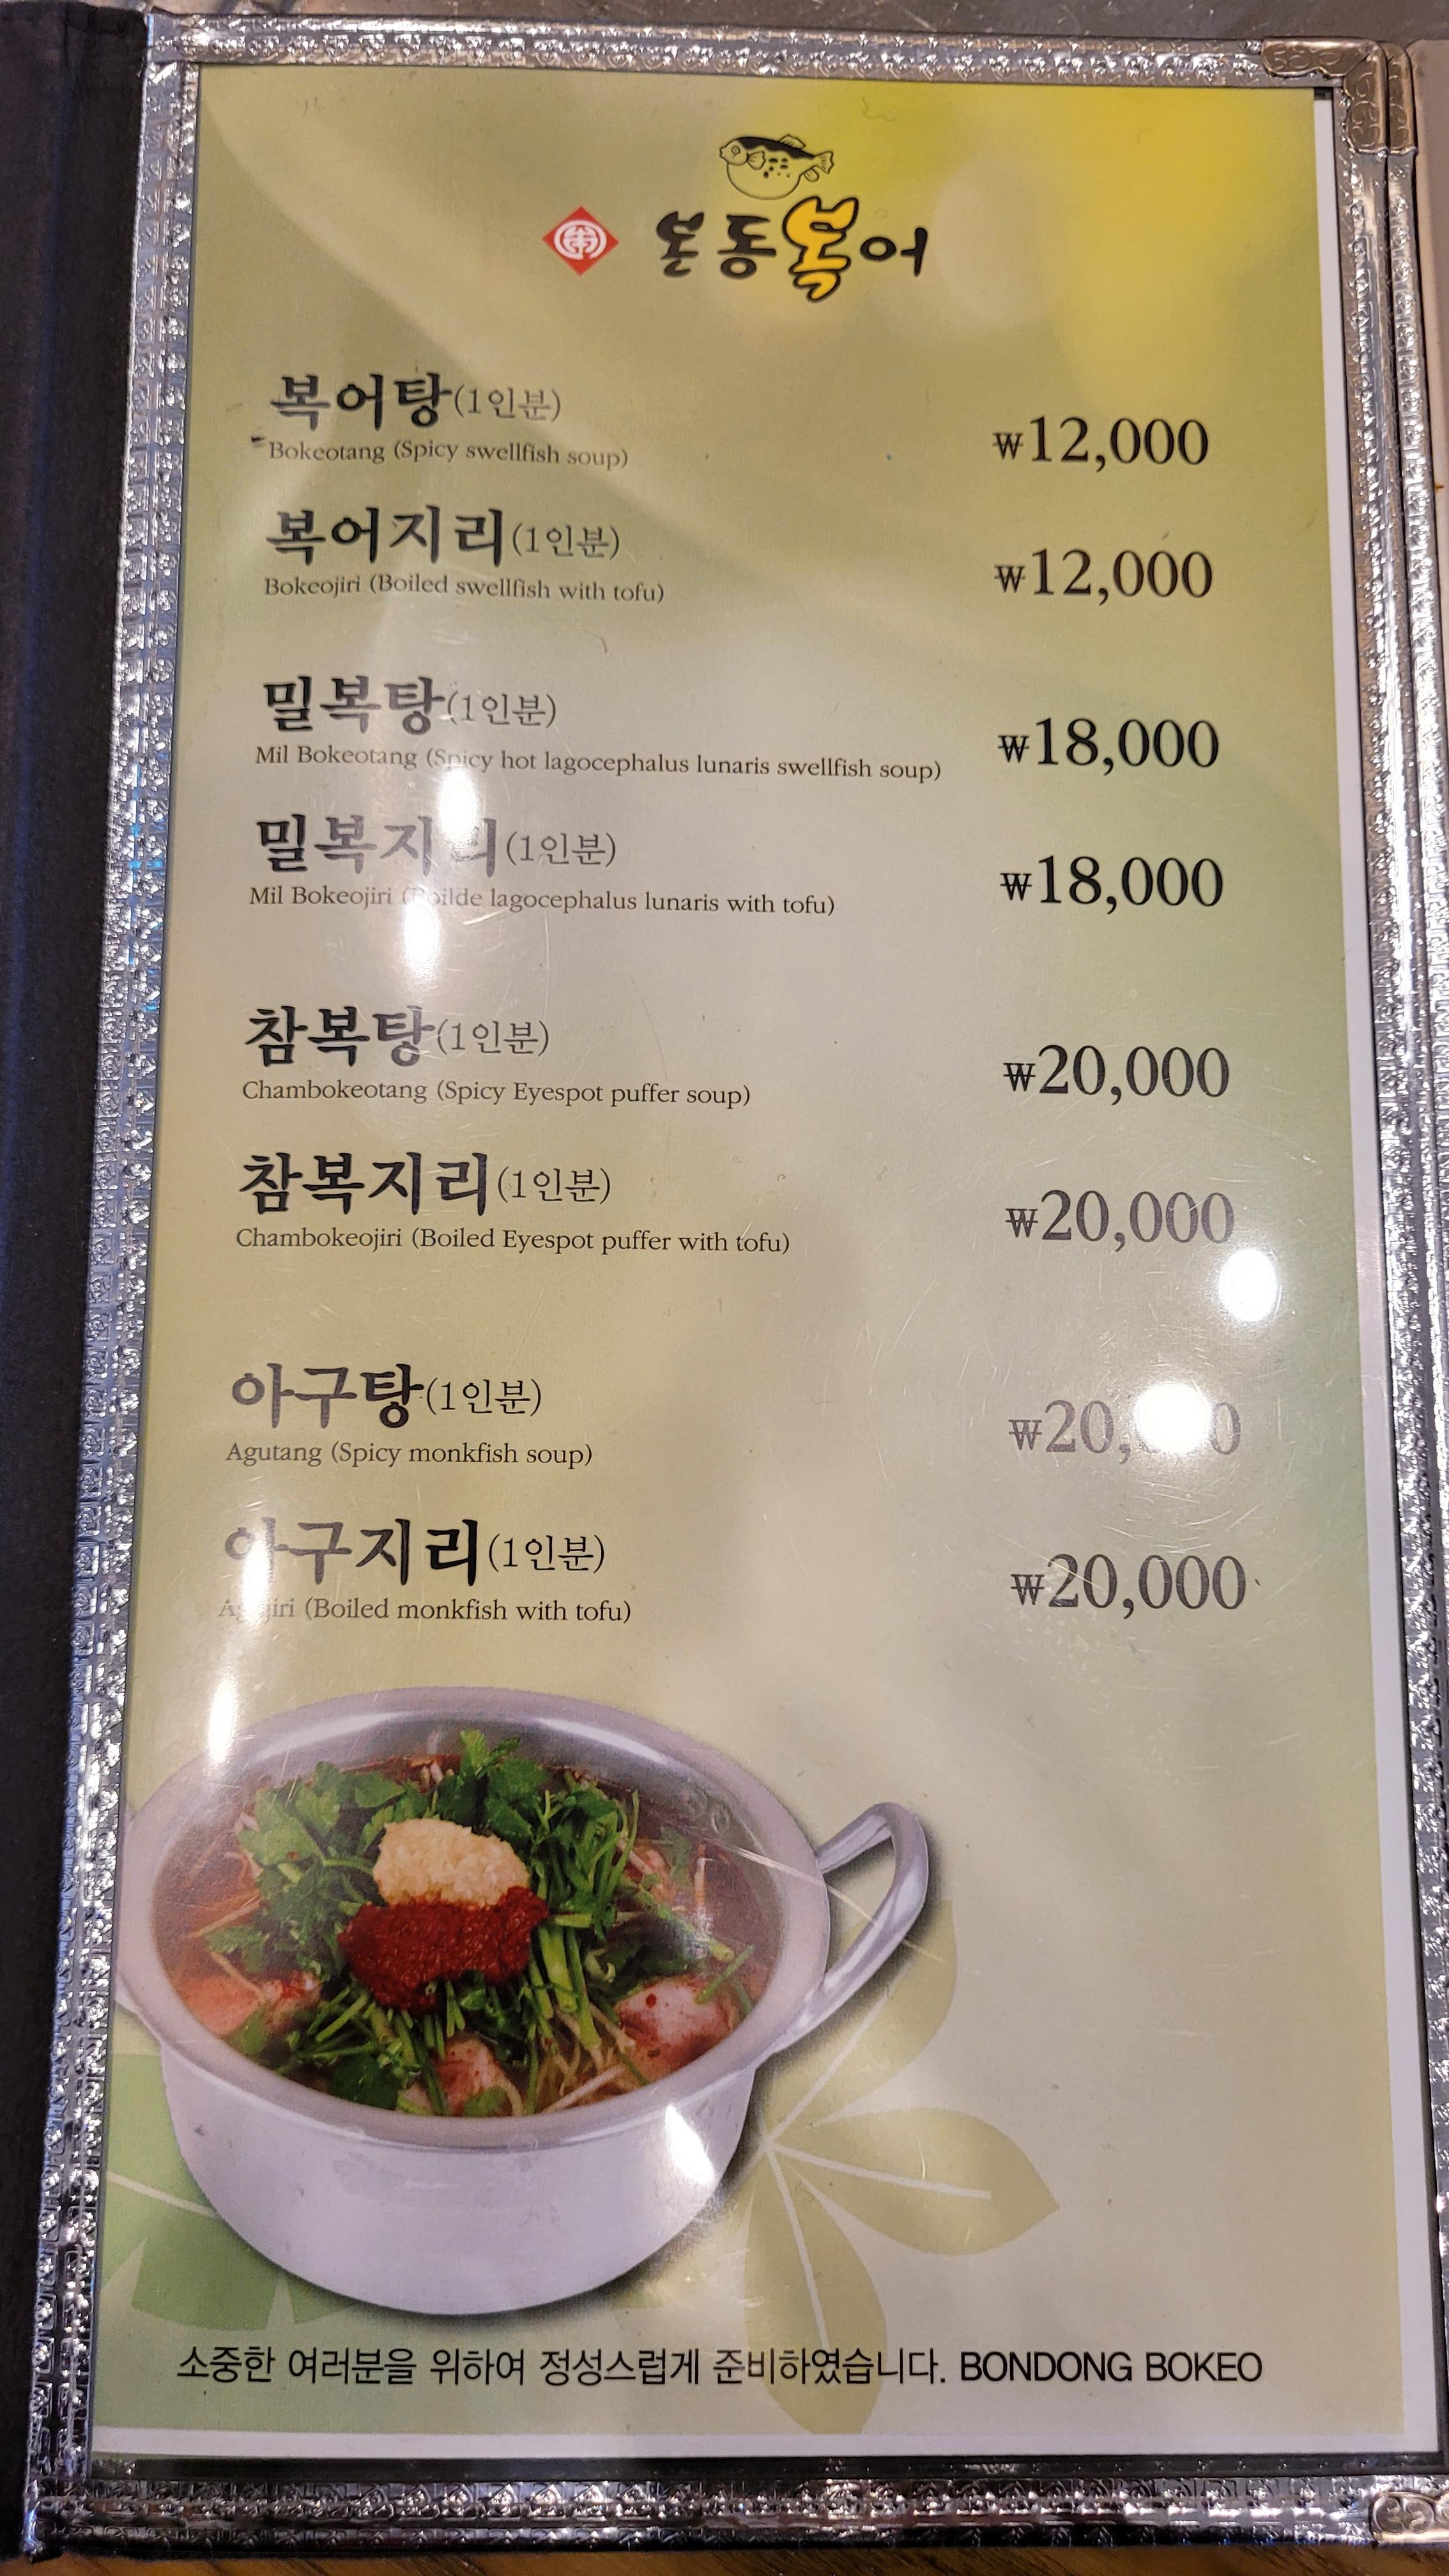 본동복어
복어탕(1인분)
₩12,000
Bokeotang (Spicy swellfish soup)
복어지리(1인분)
₩12,000
Bokeojiri (Boiled swellfish with tofu)
밀복탕(1인분)
₩18,000
Mil Bokeotang (Spicy hot lagocephalus lunaris swellfish soup)
밀복지리(1인분)
₩18,000
Mil Bokeojiri (Boilde lagocephalus lunaris with tofu)
참복탕(1인분)
₩20,000
Chambokeotang (Spicy Eyespot puffer soup)
참복지리(1인분)
₩20,000
Chambokeojiri (Boiled Eyespot puffer with tofu)
아구탕(1인분)
Agutang (Spicy monkfish soup)
아구지리(1인분)
₩20,000
(Boiled monkfish with tofu)
소중한 여러분을 위하여 정성스럽게 준비하였습니다. BONDONG BOKEO